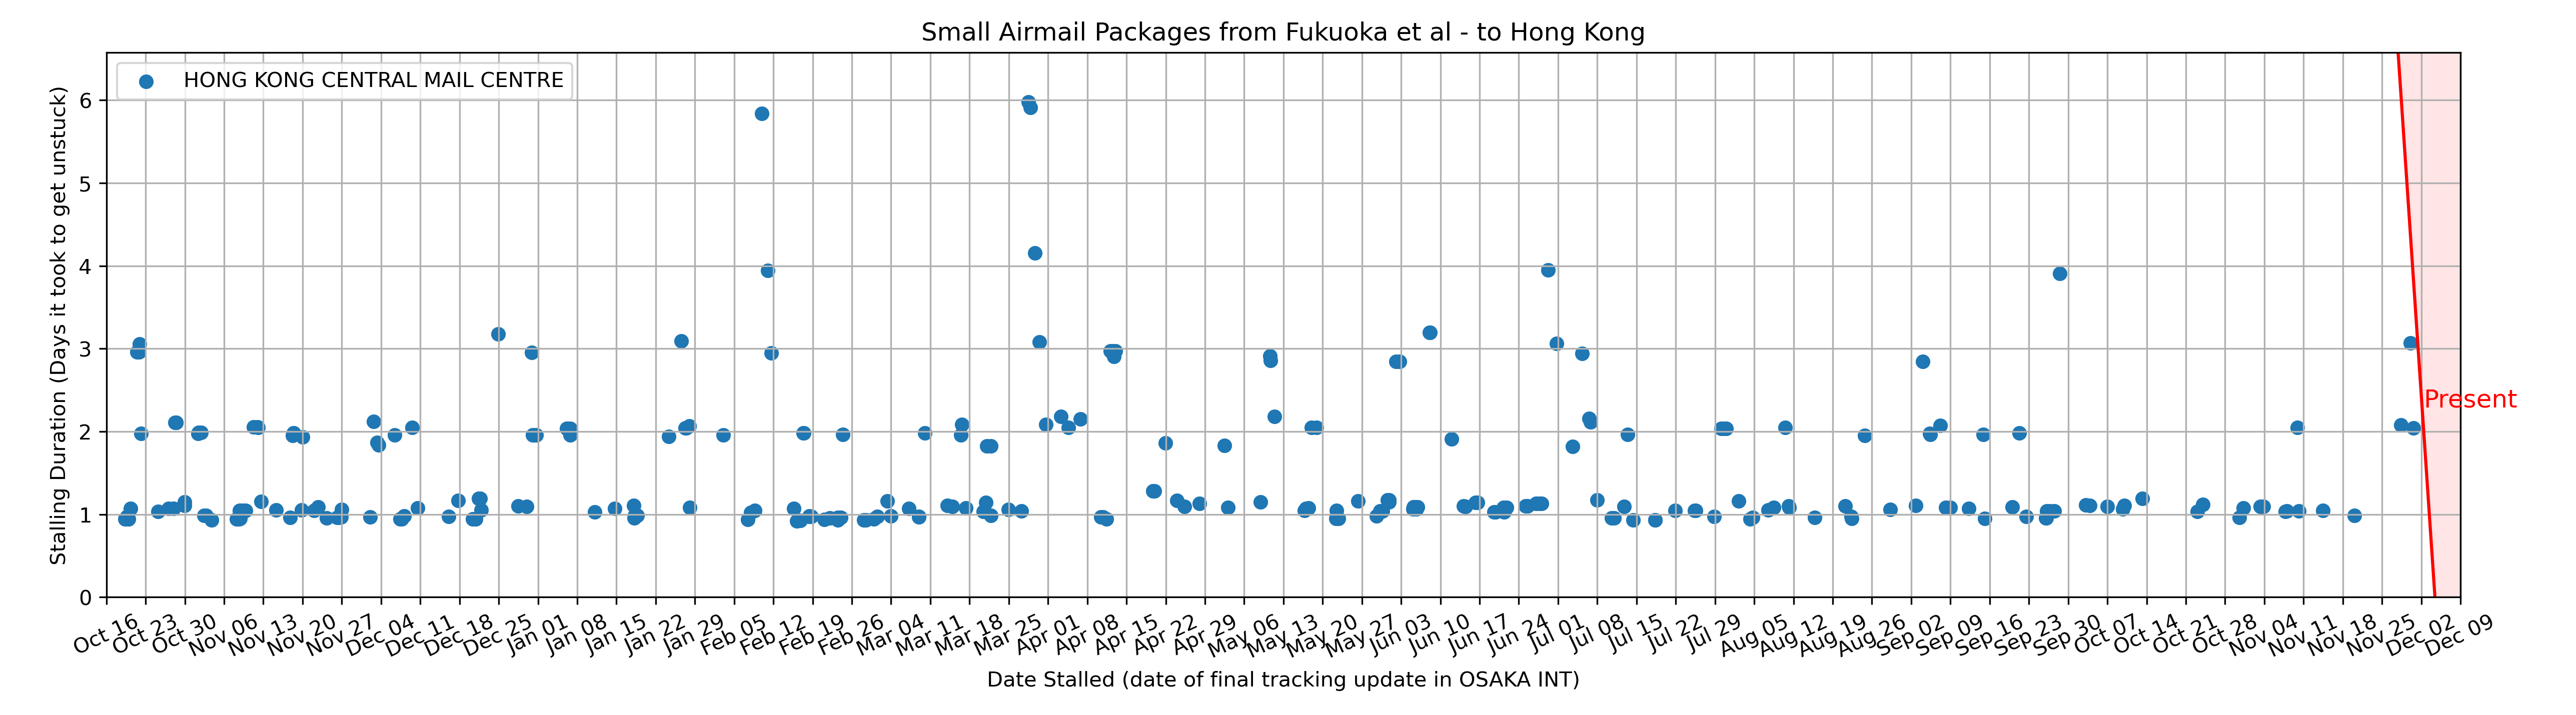 Small Airmail Packages from Fukuoka et al - to Hong Kong
HONG KONG CENTRAL MAIL CENTRE
Stalling Duration (Days it took to get unstuck)
6
5
4
3
2
1
0
Present
Oct 16
Oct 23
Oct 30
Nov 06
Nov 13
Nov 20
Nov 27
Dec 04
Dec 11
Dec 18
Dec 25
Jan 01
Jan 08
Jan 15
Jan 22
Jan 29
Feb 05
Feb 12
Feb 19
Feb 26
Mar 04
Mar 11
Mar 18
Mar 25
Apr 01
Apr 08
Apr 15
Apr 22
Apr 29
May 06
May 13
May 20
May 27
Jun 03
Jun 10
Jun 17
Jun 24
Jul 01
Jul 08
Jul 15
Jul 22
Jul 29
Aug 05
Aug 12
Aug 19
Aug 26
Sep 02
Sep 09
Sep 16
Sep 23
Sep 30
Oct 07
Oct 14
Oct 21
Oct 28
Nov 04
Nov 11
Nov 18
Nov 25
Dec 02
Dec 09
Date Stalled (date of final tracking update in OSAKA INT)